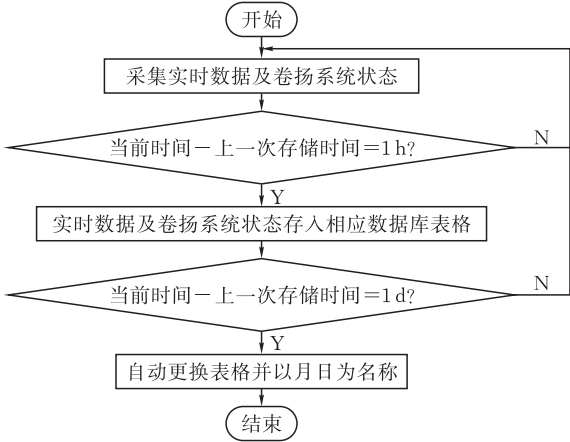 开始
采集实时数据及卷扬系统状态
当前时间－上一次存储时间＝1h?
N
Y
实时数据及卷扬系统状态存入相应数据库表格
当前时间－上一次存储时间＝1d?
N
Y
自动更换表格并以月日为名称
结束